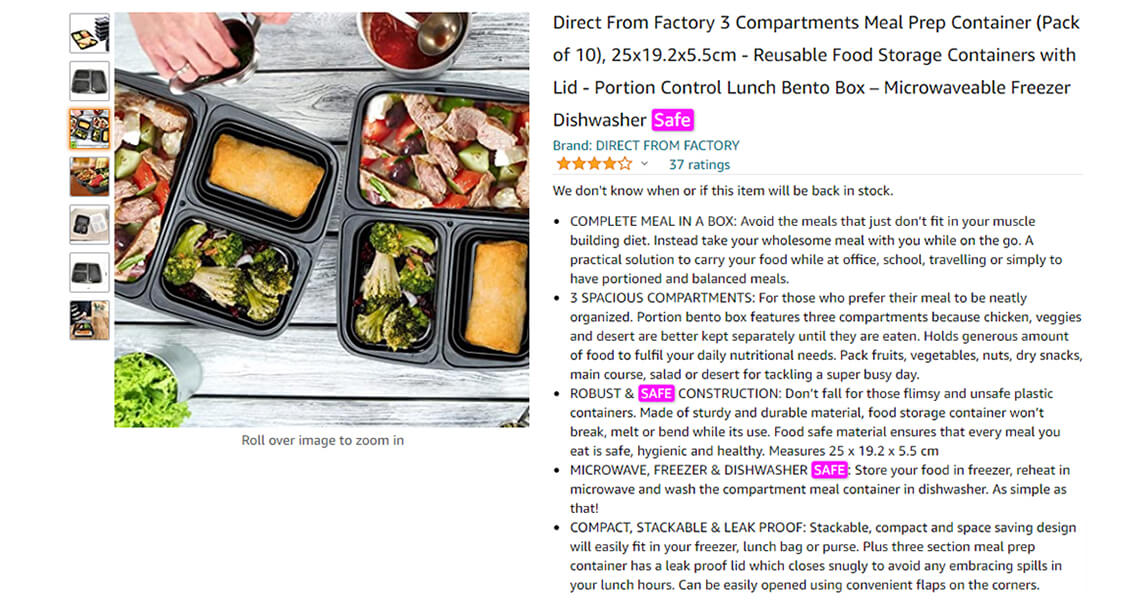 Direct From Factory 3 Compartments Meal Prep Container (Pack
of 10), 25x19.2x5.5cm - Reusable Food Storage Containers with
Lid - Portion Control Lunch Bento Box – Microwaveable Freezer
Dishwasher Safe
Brand: DIRECT FROM FACTORY
37 ratings
We don't know when or if this item will be back in stock.
• COMPLETE MEAL IN A BOX: Avoid the meals that just don't fit in your muscle
building diet. Instead take your wholesome meal with you while on the go. A
practical solution to carry your food while at office, school, travelling or simply to
have portioned and balanced meals.
• 3 SPACIOUS COMPARTMENTS: For those who prefer their meal to be neatly
organized. Portion bento box features three compartments because chicken, veggies
and desert are better kept separately until they are eaten. Holds generous amount
of food to fulfil your daily nutritional needs. Pack fruits, vegetables, nuts, dry snacks,
main course, salad or desert for tackling a super busy day.
• ROBUST & SAFE CONSTRUCTION: Don't fall for those flimsy and unsafe plastic
containers. Made of sturdy and durable material, food storage container won't
break, melt or bend while its use. Food safe material ensures that every meal you
eat is safe, hygienic and healthy. Measures 25 x 19.2 x 5.5 cm
• MICROWAVE, FREEZER & DISHWASHER SAFE: Store your food in freezer, reheat in
microwave and wash the compartment meal container in dishwasher. As simple as
that!
• COMPACT, STACKABLE & LEAK PROOF: Stackable, compact and space saving design
will easily fit in your freezer, lunch bag or purse. Plus three section meal prep
container has a leak proof lid which closes snugly to avoid any embracing spills in
your lunch hours. Can be easily opened using convenient flaps on the corners.
Roll over image to zoom in